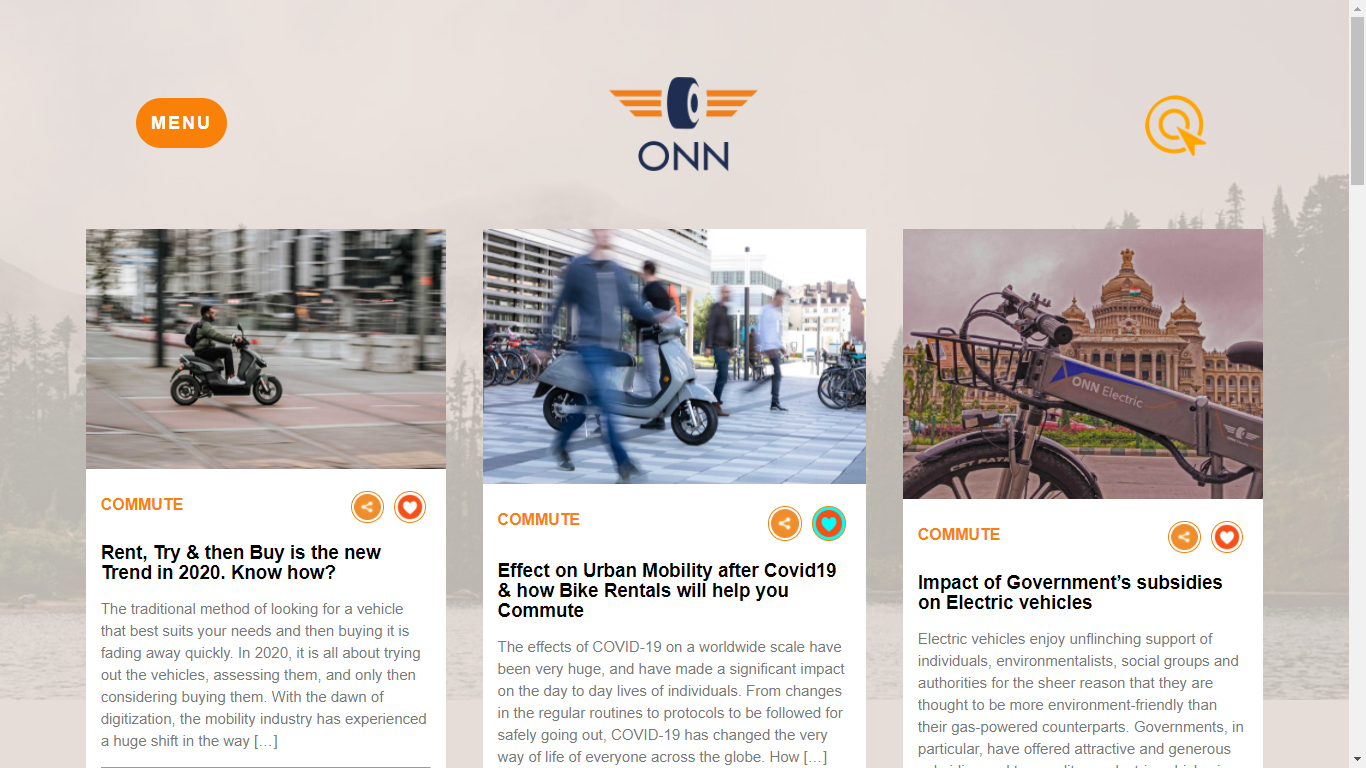 MENU
ONN
ONN Electric
COMMUTE
Rent, Try & then Buy is the new
Trend in 2020. Know how?
The traditional method of looking for a vehicle
that best suits your needs and then buying it is
fading away quickly. In 2020, it is all about trying
out the vehicles, assessing them, and only then
considering buying them. With the dawn of
digitization, the mobility industry has experienced
a huge shift in the way […]
COMMUTE
Effect on Urban Mobility after Covid19
& how Bike Rentals will help you
Commute
The effects of COVID-19 on a worldwide scale have
been very huge, and have made a significant impact
on the day to day lives of individuals. From changes
in the regular routines to protocols to be followed for
safely going out, COVID-19 has changed the very
way of life of everyone across the globe. How […]
COMMUTE
Impact of Government’s subsidies
on Electric vehicles
Electric vehicles enjoy unflinching support of
individuals, environmentalists, social groups and
authorities for the sheer reason that they are
thought to be more environment-friendly than
their gas-powered counterparts. Governments, in
particular, have offered attractive and generous